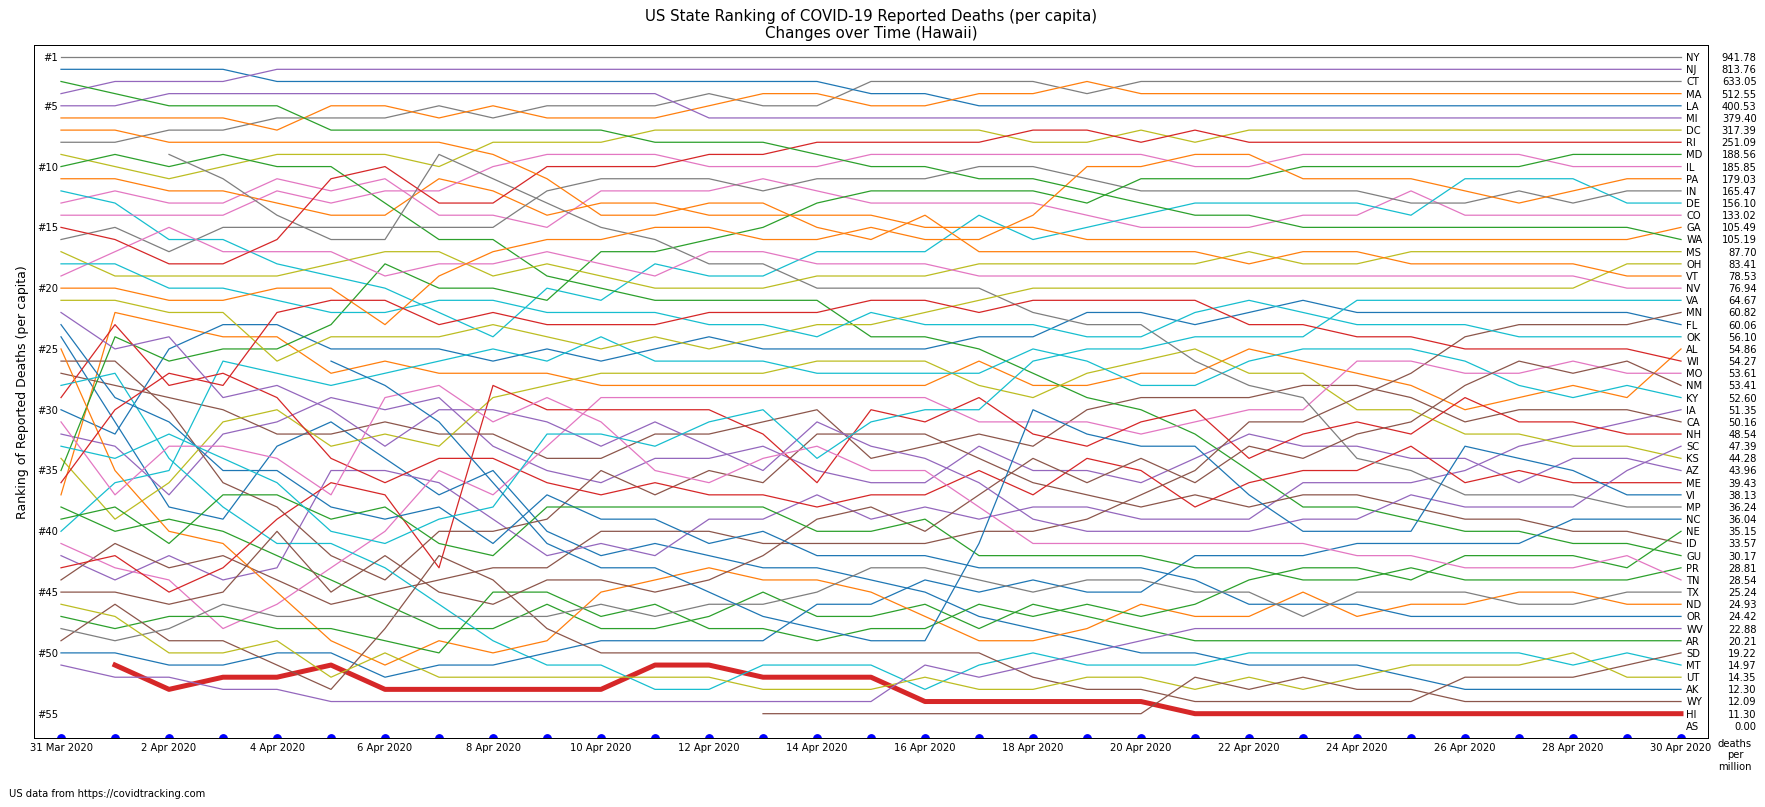 US State Ranking of COVID-19 Reported Deaths (per capita)
Changes over Time (Hawaii)
Ranking of Reported Deaths (per capita)
#1
#5
#10
#15
#20
#25
#30
#35
#40
#45
#50
#55
NY 941.78
NJ 813.76
CT 633.05
MA 512.55
LA 400.53
MI 379.40
DC 317.39
RI 251.09
MD 188.56
IL 185.85
PA 179.03
IN 165.47
DE 156.10
CO 133.02
GA 105.49
WA 105.19
MS 87.70
OH 83.41
VT 78.53
NV 76.94
VA 64.67
MN 60.82
FL 60.06
OK 56.10
AL 54.86
WI 54.27
MO 53.61
NM 53.41
KY 52.60
IA 51.35
CA 50.16
NH 48.54
SC 47.39
KS 44.28
AZ 43.96
ME 39.43
VI 38.13
MP 36.24
NC 36.04
NE 35.15
ID 33.57
GU 30.17
PR 28.81
TN 28.54
TX 25.24
ND 24.93
OR 24.42
WV 22.88
AR 20.21
SD 19.22
MT 14.97
UT 14.35
AK 12.30
WY 12.09
HI 11.30
AS 0.00
31 Mar 2020 2 Apr 2020 4 Apr 2020 6 Apr 2020 8 Apr 2020 10 Apr 2020 12 Apr 2020 14 Apr 2020 16 Apr 2020 18 Apr 2020 20 Apr 2020 22 Apr 2020 24 Apr 2020 26 Apr 2020 28 Apr 2020 30 Apr 2020
deaths
per
million
US data from https://covidtracking.com